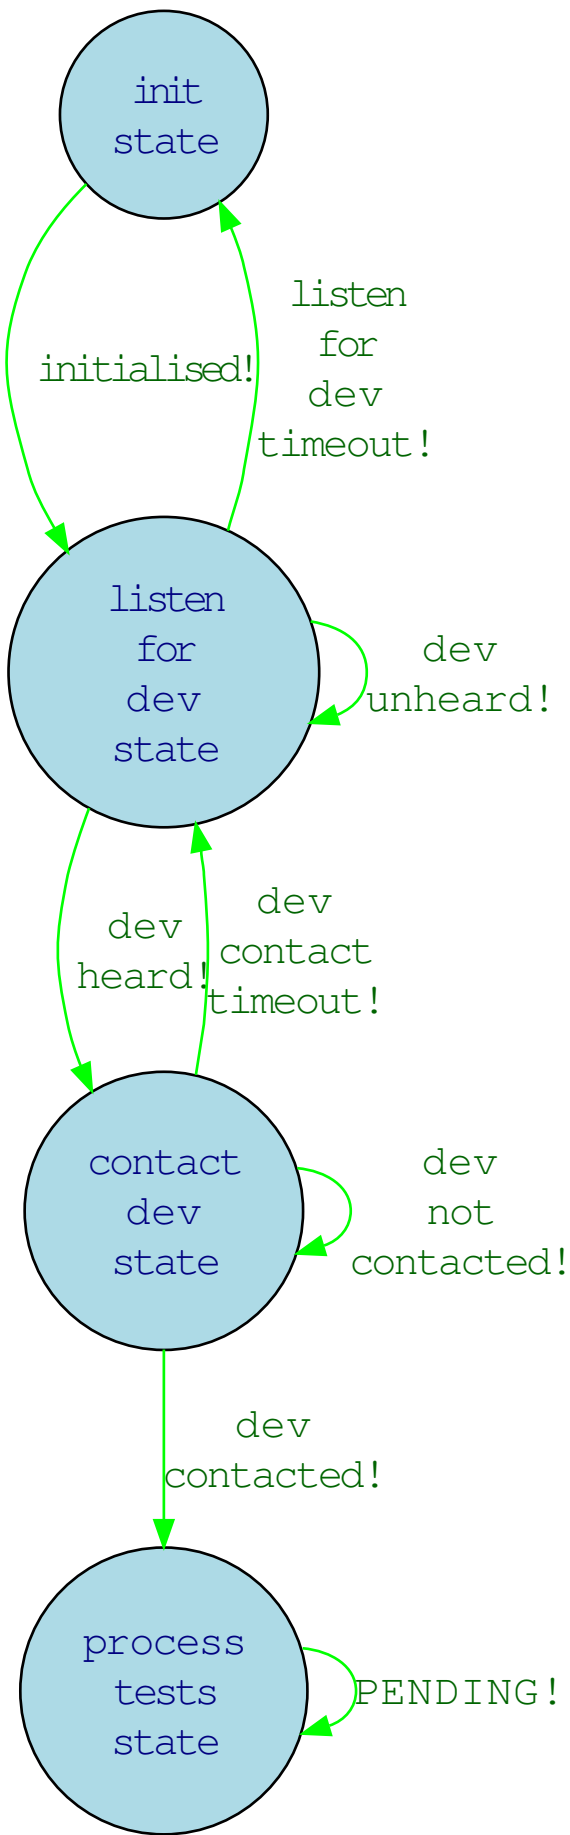 init
state
initialised!
listen
for
dev
timeout!
listen
for
dev
state
dev
unheard!
dev
heard!
dev
contact
timeout!
contact
dev
state
dev
not
contacted!
dev
contacted!
process
tests
state
PENDING!